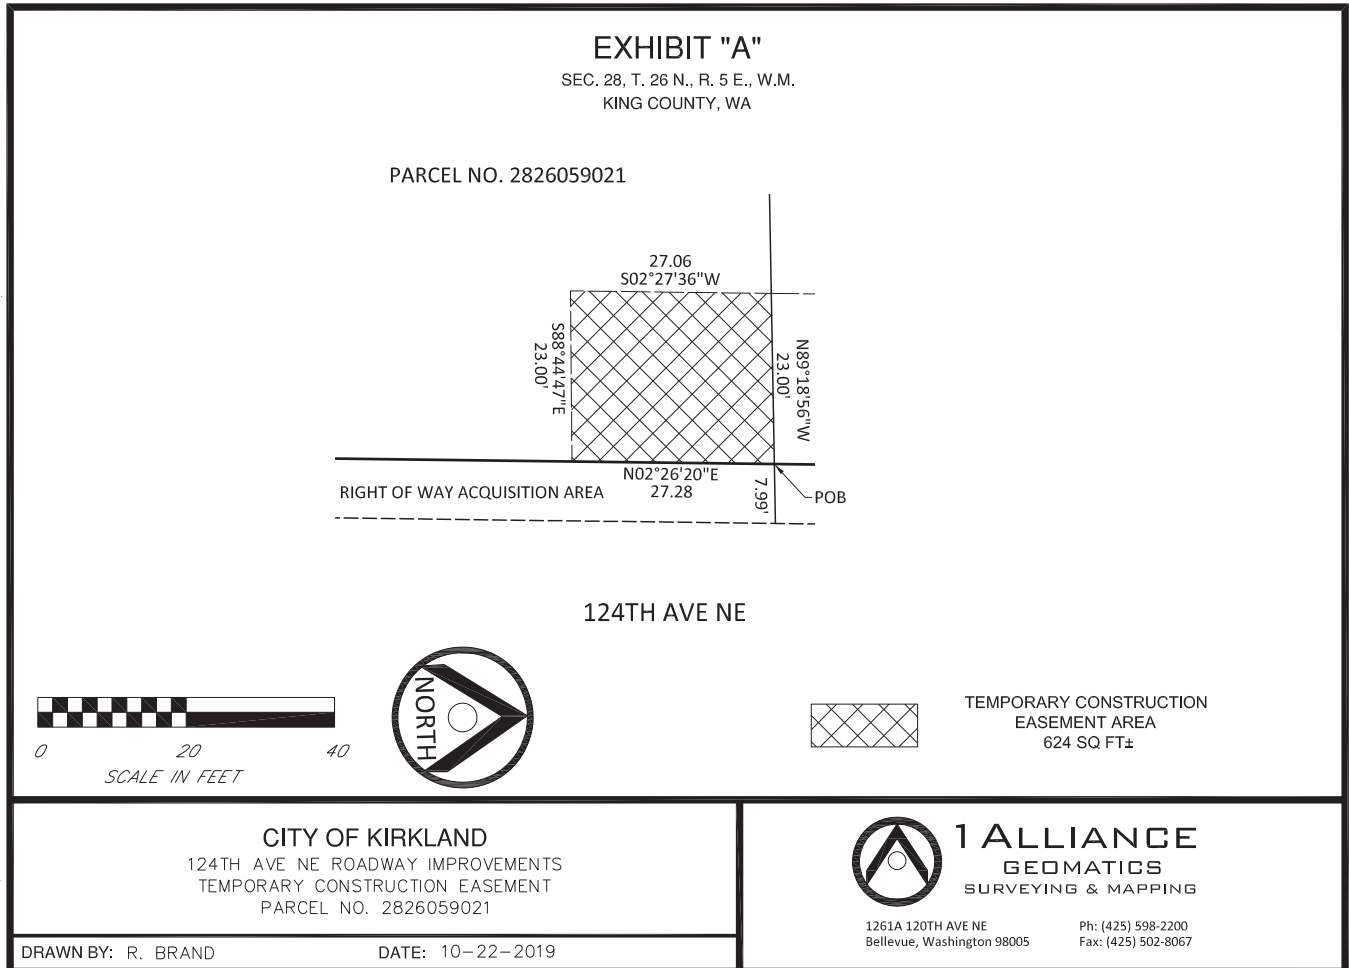 EXHIBIT "A"
SEC. 28, T. 26 N., R. 5 E., W.M.
KING COUNTY, WA
PARCEL NO. 2826059021
27.06
S02°27'36"W
S88°44'47"E
23.00'
N89°18'56"W
23.00'
N02°26'20"E
27.28
RIGHT OF WAY ACQUISITION AREA
7.99'
POB
124TH AVE NE
NORTH
0 20 40
SCALE IN FEET
TEMPORARY CONSTRUCTION
EASEMENT AREA
624 SQ FT±
CITY OF KIRKLAND
124TH AVE NE ROADWAY IMPROVEMENTS
TEMPORARY CONSTRUCTION EASEMENT
PARCEL NO. 2826059021
DRAWN BY: R. BRAND DATE: 10-22-2019
1 ALLIANCE
GEOMATICS
SURVEYING & MAPPING
1261A 120TH AVE NE
Bellevue, Washington 98005
Ph: (425) 598-2200
Fax: (425) 502-8067